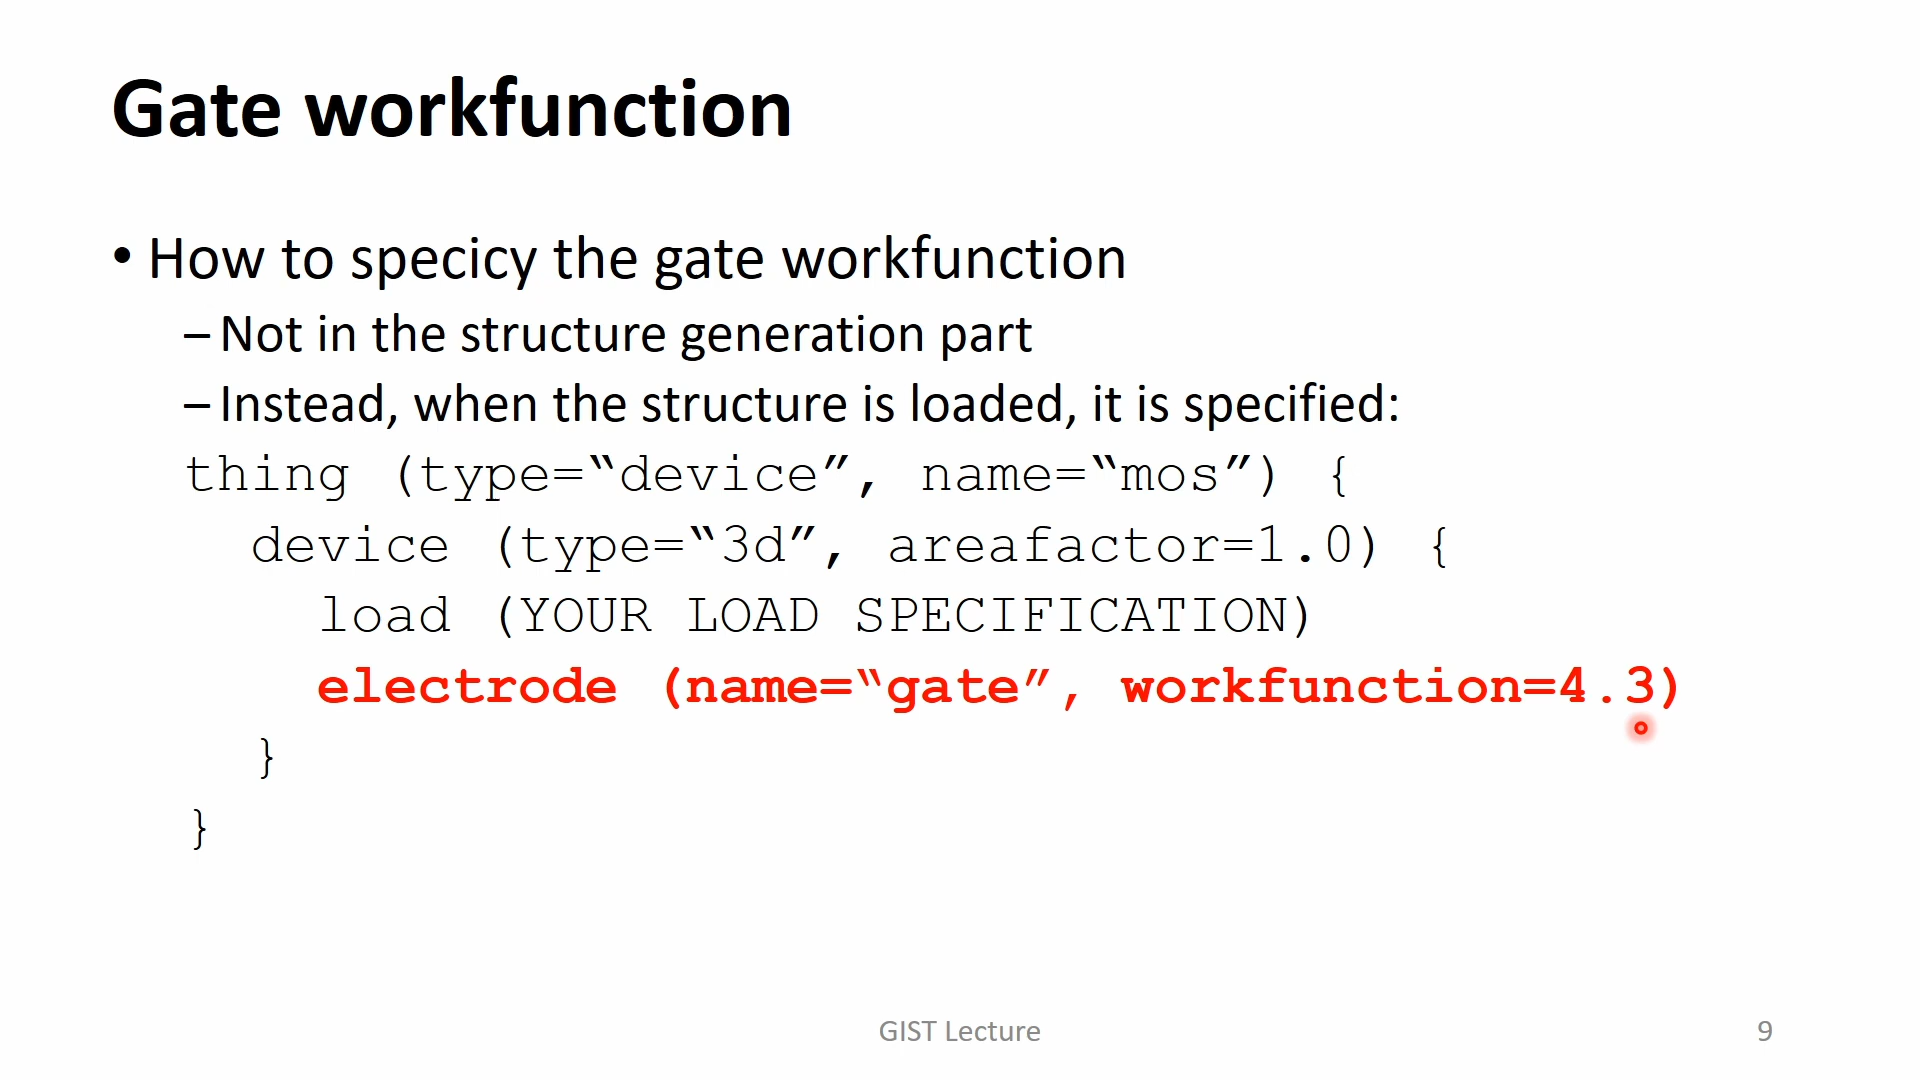 Gate workfunction
• How to specicy the gate workfunction
– Not in the structure generation part
– Instead, when the structure is loaded, it is specified:
thing (type=“device”, name=“mos”) {
device (type=“3d”, areafactor=1.0) {
load (YOUR LOAD SPECIFICATION)
electrode (name=“gate”, workfunction=4.3)
}
}
GIST Lecture
9